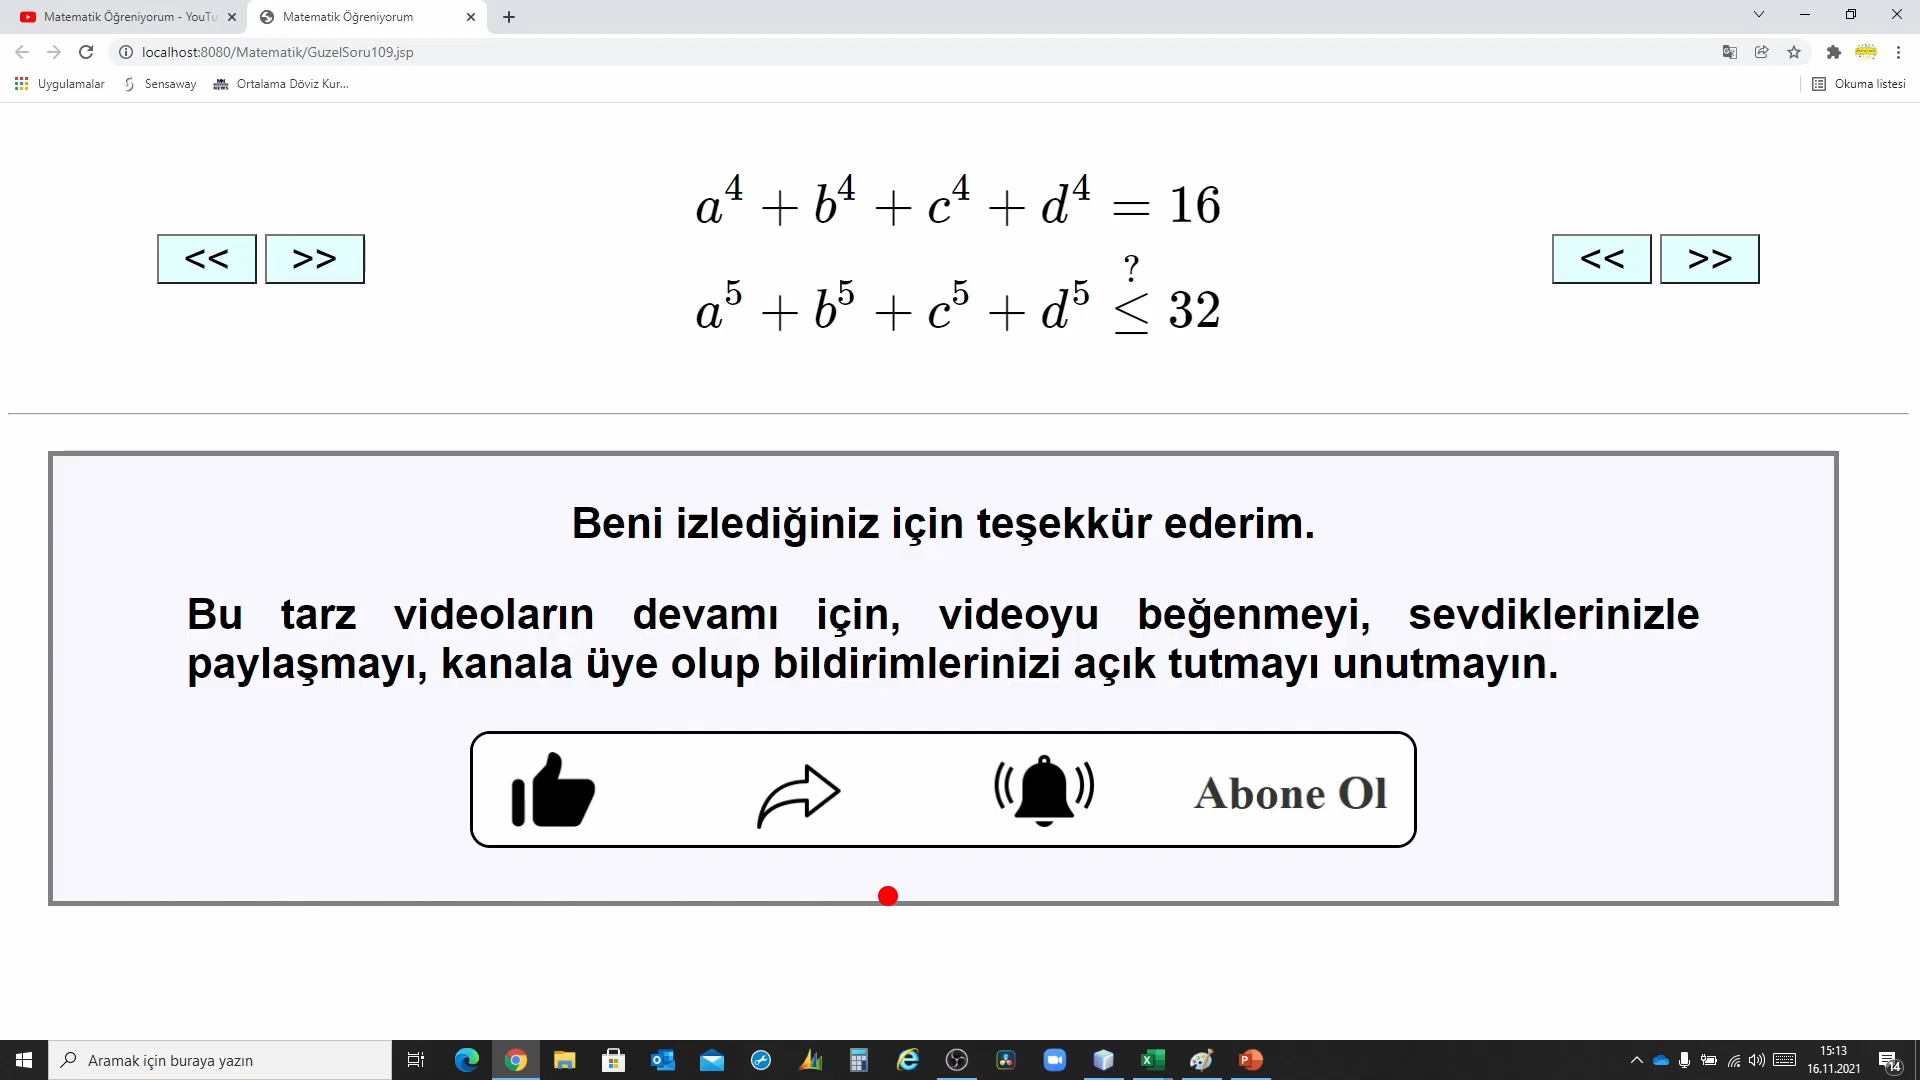 Matematik Öğreniyorum - YouTu
Matematik Öğreniyorum
localhost:8080/Matematik/GuzelSoru109.jsp
Uygulamalar
Sensaway
Ortalama Döviz Kur...
Okuma listesi
a⁴ + b⁴ + c⁴ + d⁴ = 16
<< >>
<< >>
?
a⁵ + b⁵ + c⁵ + d⁵ ≤ 32
Beni izlediğiniz için teşekkür ederim.
Bu tarz videoların devamı için, videoyu beğenmeyi, sevdiklerinizle
paylaşmayı, kanala üye olup bildirimlerinizi açık tutmayı unutmayın.
Abone Ol
Aramak için buraya yazın
15:13
16.11.2021
14